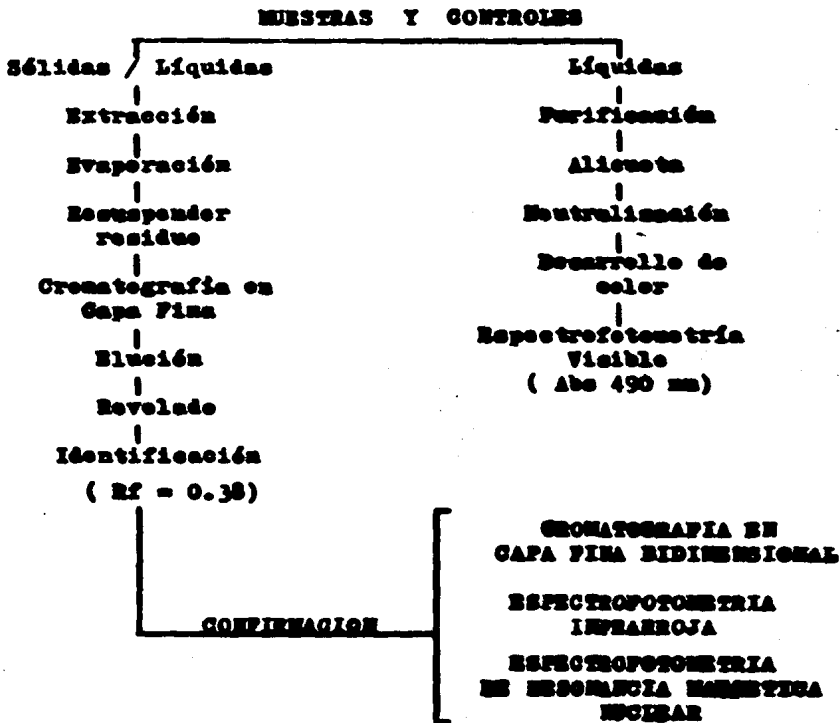 MUESTRAS Y CONTROLES
Sólidas / Líquidas
Extracción
Evaporación
Resuspender
residuo
Cromatografía en
Capa Fina
Elución
Revelado
Identificación
( Rf = 0.38)
Líquidas
Purificación
Alicuota
Neutralización
Desarrollo de
color
Espectrofotometría
Visible
( Abs 490 nm)
CONFIRMACION
CROMATOGRAFIA EN
CAPA FINA BIDIMENSIONAL
ESPECTROFOTOMETRIA
INFRARROJA
ESPECTROFOTOMETRIA
DE RESONANCIA MAGNETICA
NUCLEAR